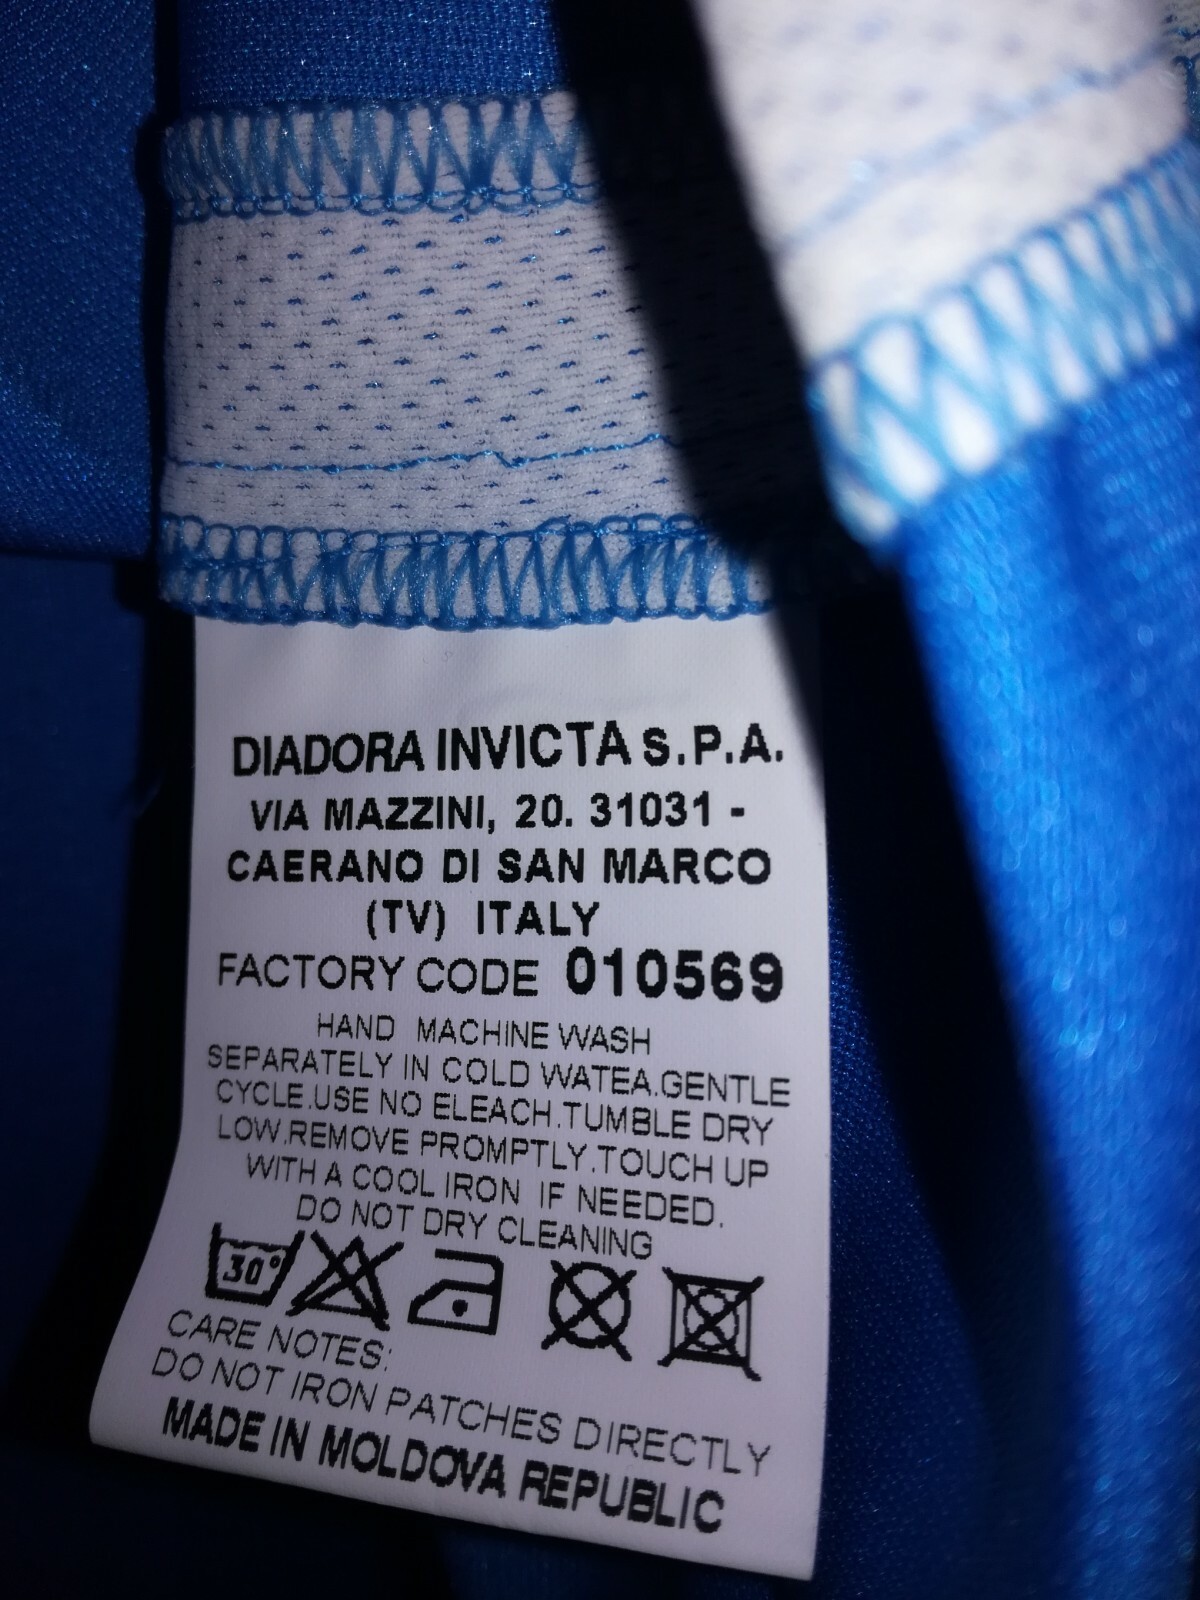 DIADORA INVICTA S.P.A.
VIA MAZZINI, 20. 31031 -
CAERANO DI SAN MARCO
(TV) ITALY
FACTORY CODE 010569
HAND MACHINE WASH
SEPARATELY IN COLD WATEA.GENTLE
CYCLE.USE NO ELEACH.TUMBLE DRY
LOW.REMOVE PROMPTLY.TOUCH UP
WITH A COOL IRON IF NEEDED.
DO NOT DRY CLEANING
30°
CARE NOTES:
DO NOT IRON PATCHES DIRECTLY
MADE IN MOLDOVA REPUBLIC